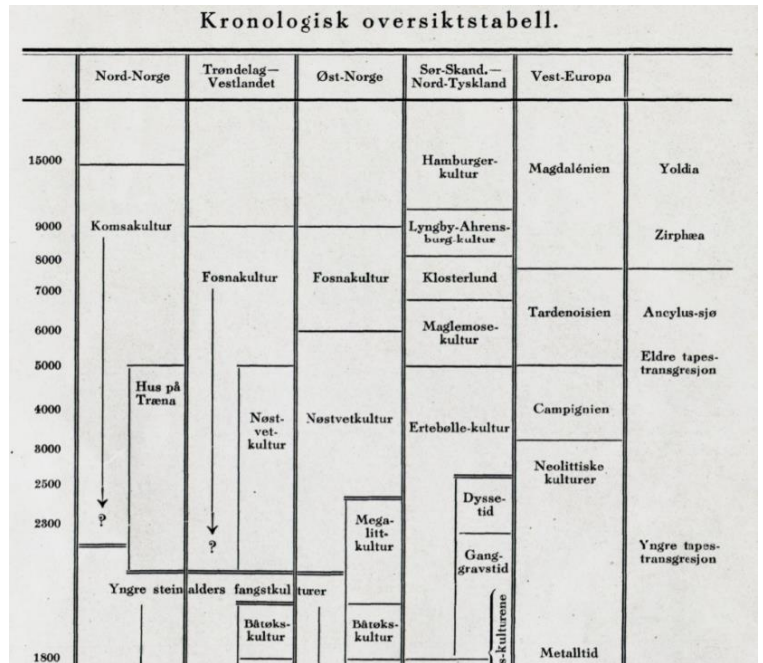 Kronologisk oversiktstabell.
Nord-Norge
Trøndelag—
Vestlandet
Øst-Norge
Sør-Skand.—
Nord-Tyskland
Vest-Europa
15000
Hamburger-
kultur
Magdalénien
Yoldia
9000
Komsakultur
Lyngby-Ahrens-
burg-kultur
Zirphæa
8000
Fosnakultur
Fosnakultur
Klosterlund
7000
Tardenoisien
Ancylus-sjø
6000
Maglemose-
kultur
Eldre tapes-
transgresjon
5000
Hus på
Træna
4000
Nøst-
vet-
kultur
Nøstvetkultur
Ertebølle-kultur
Campignien
3000
Neolittiske
kulturer
2500
Dysse-
tid
2300
?
?
Mega-
litt-
kultur
Gang-
gravstid
Yngre tapes-
transgresjon
Yngre steinalders fangstkulturer
Båtøks-
kultur
Båtøks-
kultur
s-kulturene
1800
Metalltid